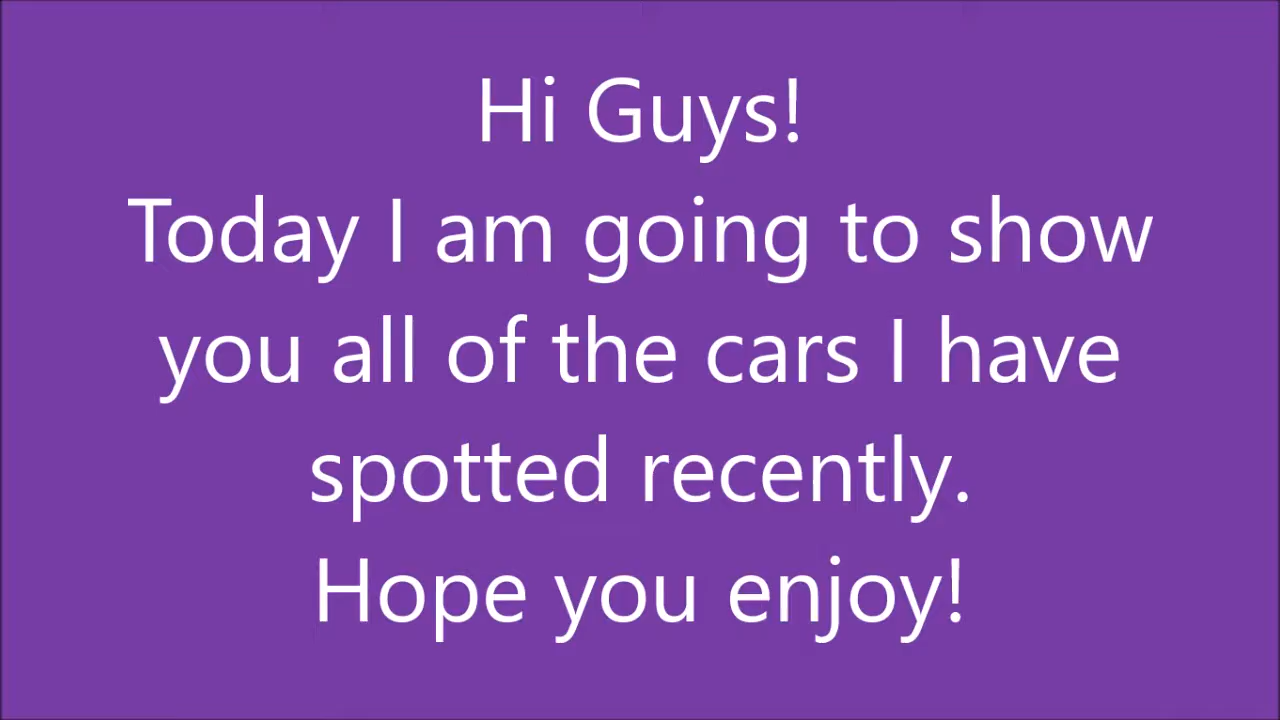 Hi Guys!
Today I am going to show
you all of the cars I have
spotted recently.
Hope you enjoy!